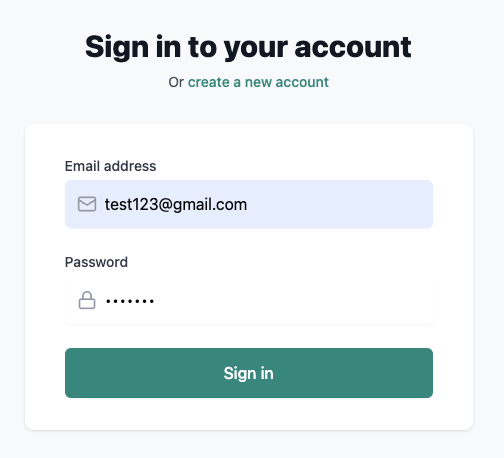 Sign in to your account
Or create a new account
Email address
test123@gmail.com
Password
•••••••
Sign in